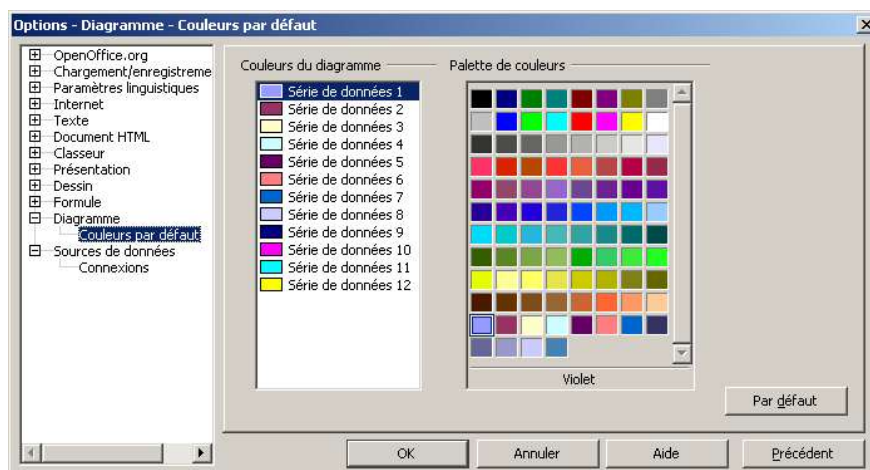 Options - Diagramme - Couleurs par défaut
OpenOffice.org
Chargement/enregistreme
Paramètres linguistiques
Internet
Texte
Document HTML
Classeur
Présentation
Dessin
Formule
Diagramme
Couleurs par défaut
Sources de données
Connexions
Couleurs du diagramme
Série de données 1
Série de données 2
Série de données 3
Série de données 4
Série de données 5
Série de données 6
Série de données 7
Série de données 8
Série de données 9
Série de données 10
Série de données 11
Série de données 12
Palette de couleurs
Violet
Par défaut
OK
Annuler
Aide
Précédent